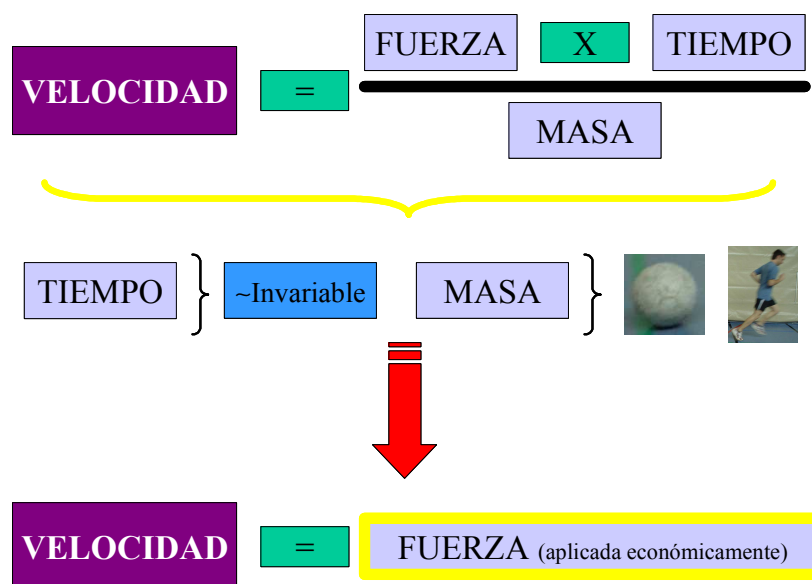 FUERZA X TIEMPO
VELOCIDAD =
MASA
TIEMPO ~Invariable MASA
VELOCIDAD = FUERZA (aplicada económicamente)